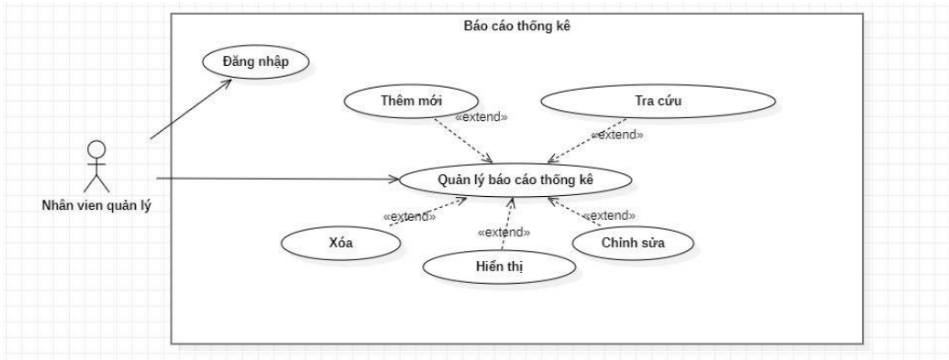 Báo cáo thống kê
Đăng nhập
Thêm mới
Tra cứu
«extend»
«extend»
Quản lý báo cáo thống kê
Nhân vien quản lý
«extend»
«extend»
«extend»
Xóa
Chỉnh sửa
Hiển thị